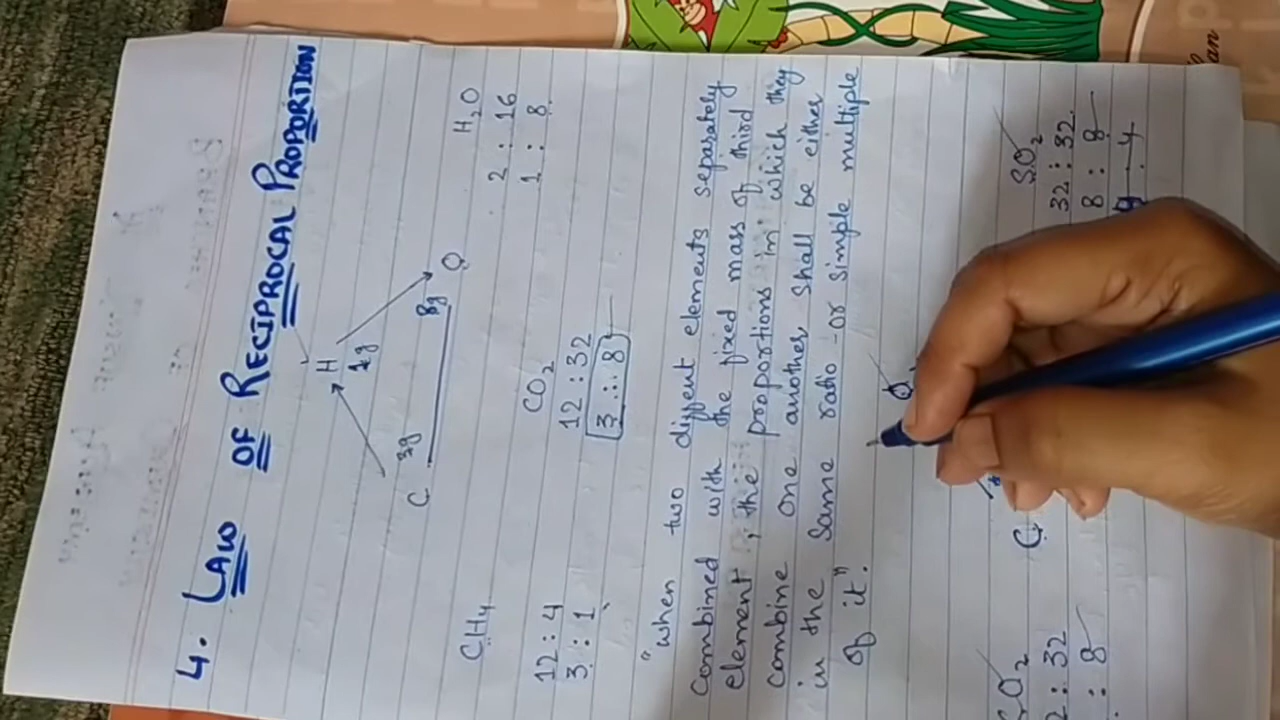 4. LAW OF RECIPROCAL PROPORTION
H
1g
C 3g 8g O
CH4 H2O
12 : 4 CO2 2 : 16
3 : 1 12 : 32 1 : 8
3 : 8
"when two different elements separately
combined with the fixed mass of third
element, the proportions in which they
combine one another shall be either
in the same ratio or simple multiple
of it".
O
C
SO2
: 32 32 : 32
: 8 8 : 8
: 4